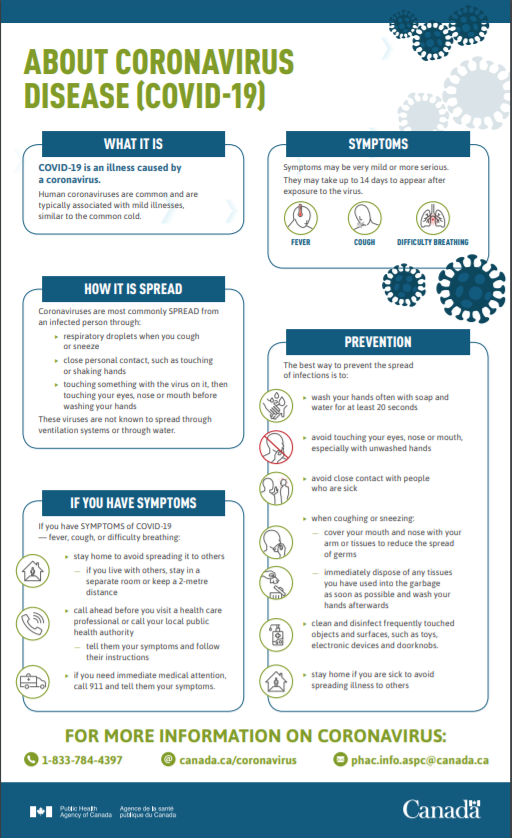 ABOUT CORONAVIRUS
DISEASE (COVID-19)
WHAT IT IS
COVID-19 is an illness caused by
a coronavirus.
Human coronaviruses are common and are
typically associated with mild illnesses,
similar to the common cold.
SYMPTOMS
Symptoms may be very mild or more serious.
They may take up to 14 days to appear after
exposure to the virus.
FEVER
COUGH
DIFFICULTY BREATHING
HOW IT IS SPREAD
Coronaviruses are most commonly SPREAD from
an infected person through:
▸ respiratory droplets when you cough
or sneeze
▸ close personal contact, such as touching
or shaking hands
▸ touching something with the virus on it, then
touching your eyes, nose or mouth before
washing your hands
These viruses are not known to spread through
ventilation systems or through water.
PREVENTION
The best way to prevent the spread
of infections is to:
▸ wash your hands often with soap and
water for at least 20 seconds
▸ avoid touching your eyes, nose or mouth,
especially with unwashed hands
▸ avoid close contact with people
who are sick
▸ when coughing or sneezing:
— cover your mouth and nose with your
arm or tissues to reduce the spread
of germs
— immediately dispose of any tissues
you have used into the garbage
as soon as possible and wash your
hands afterwards
▸ clean and disinfect frequently touched
objects and surfaces, such as toys,
electronic devices and doorknobs.
▸ stay home if you are sick to avoid
spreading illness to others
IF YOU HAVE SYMPTOMS
If you have SYMPTOMS of COVID-19
— fever, cough, or difficulty breathing:
▸ stay home to avoid spreading it to others
— if you live with others, stay in a
separate room or keep a 2-metre
distance
▸ call ahead before you visit a health care
professional or call your local public
health authority
— tell them your symptoms and follow
their instructions
▸ if you need immediate medical attention,
call 911 and tell them your symptoms.
FOR MORE INFORMATION ON CORONAVIRUS:
1-833-784-4397
@ canada.ca/coronavirus
phac.info.aspc@canada.ca
Public Health
Agency of Canada
Agence de la santé
publique du Canada
Canada